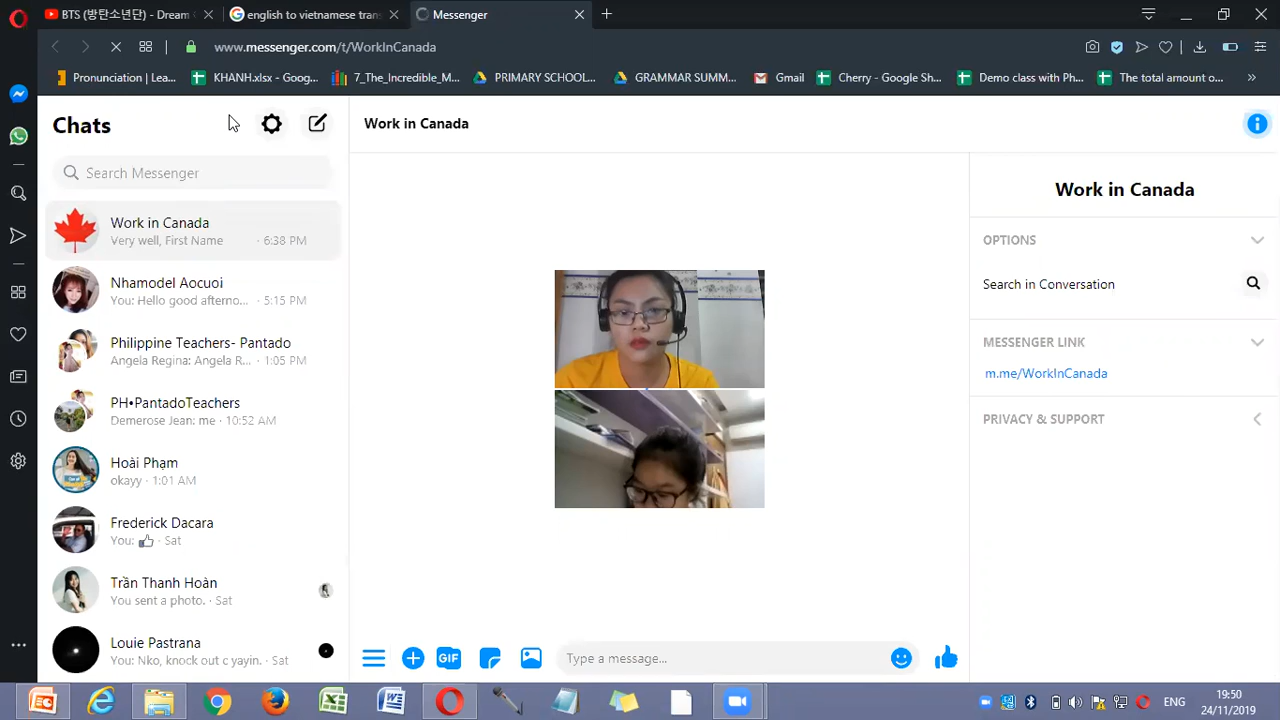 BTS (방탄소년단) - Dream
english to vietnamese tran
Messenger
www.messenger.com/t/WorkInCanada
Pronunciation | Lea...
KHANH.xlsx - Goog...
7_The_Incredible_M...
PRIMARY SCHOOL...
GRAMMAR SUMM...
Gmail
Cherry - Google Sh...
Demo class with Ph...
The total amount o...
Chats
Search Messenger
Work in Canada
Very well, First Name · 6:38 PM
Nhamodel Aocuoi
You: Hello good afterno... · 5:15 PM
Philippine Teachers- Pantado
Angela Regina: Angela R... · 1:05 PM
PH•PantadoTeachers
Demerose Jean: me · 10:52 AM
Hoài Phạm
okayy · 1:01 AM
Frederick Dacara
You: 👍 · Sat
Trần Thanh Hoàn
You sent a photo. · Sat
Louie Pastrana
You: Nko, knock out c yayin. · Sat
Work in Canada
GIF
Type a message...
Work in Canada
OPTIONS
Search in Conversation
MESSENGER LINK
m.me/WorkInCanada
PRIVACY & SUPPORT
ENG
19:50
24/11/2019